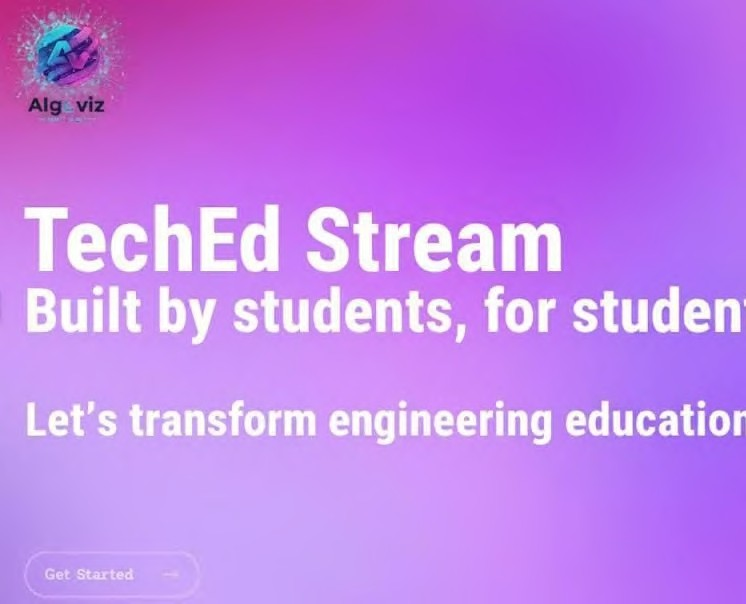 Algoviz
TechEd Stream
Built by students, for studen
Let’s transform engineering education
Get Started